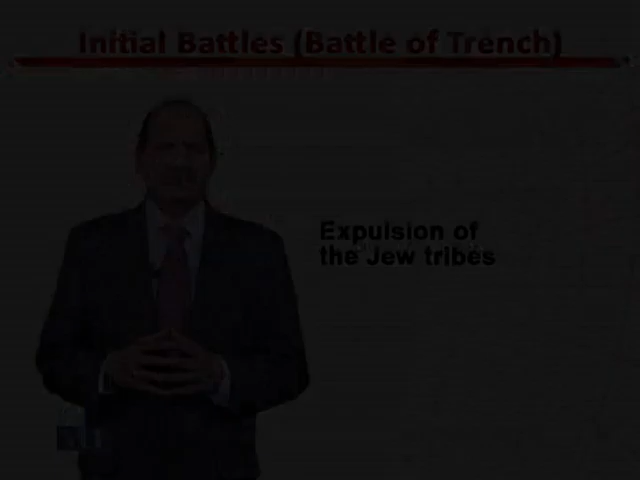 Initial Battles (Battle of Trench)
Expulsion of
the Jew tribes